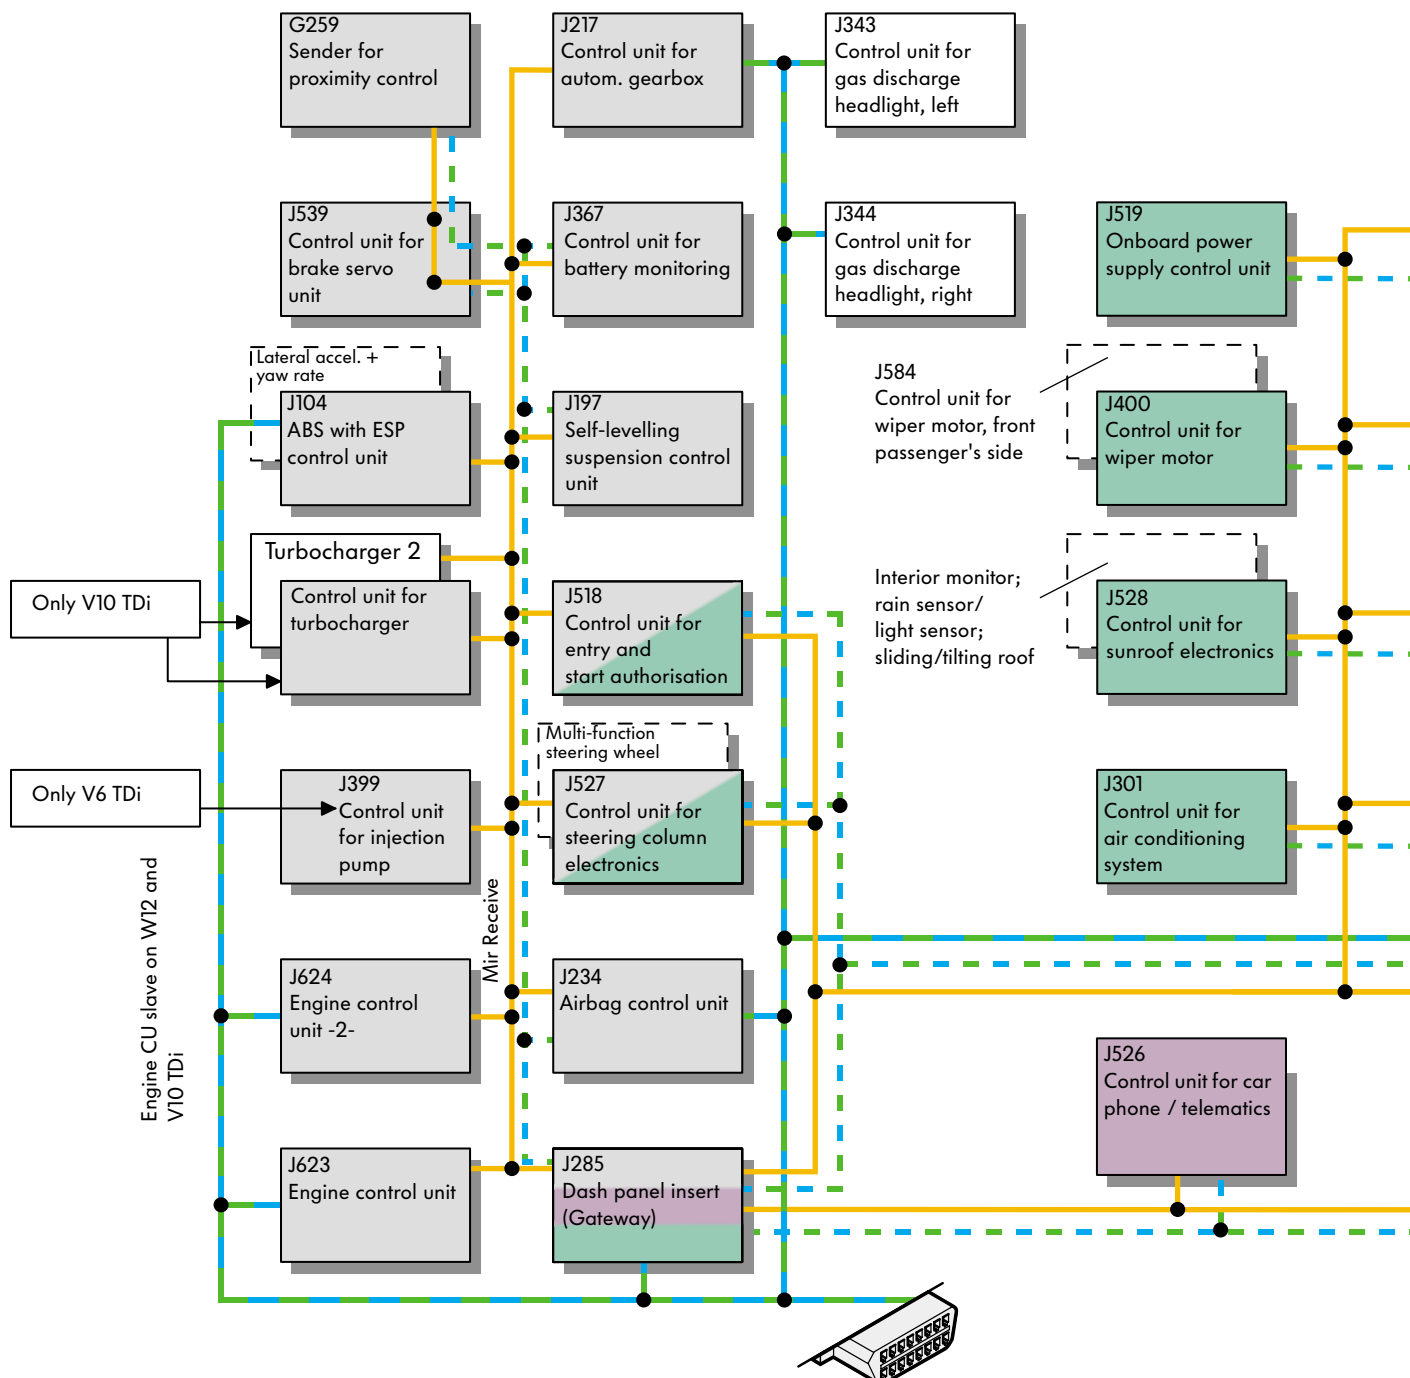 G259
Sender for
proximity control
J217
Control unit for
autom. gearbox
J343
Control unit for
gas discharge
headlight, left
J539
Control unit for
brake servo
unit
J367
Control unit for
battery monitoring
J344
Control unit for
gas discharge
headlight, right
J519
Onboard power
supply control unit
Lateral accel. +
yaw rate
J104
ABS with ESP
control unit
J197
Self-levelling
suspension control
unit
J584
Control unit for
wiper motor, front
passenger's side
J400
Control unit for
wiper motor
Only V10 TDi
Turbocharger 2
Control unit for
turbocharger
J518
Control unit for
entry and
start authorisation
Interior monitor;
rain sensor/
light sensor;
sliding/tilting roof
J528
Control unit for
sunroof electronics
Only V6 TDi
J399
Control unit
for injection
pump
Multi-function
steering wheel
J527
Control unit for
steering column
electronics
J301
Control unit for
air conditioning
system
Engine CU slave on W12 and
V10 TDi
Mir Receive
J624
Engine control
unit -2-
J234
Airbag control unit
J526
Control unit for car
phone / telematics
J623
Engine control unit
J285
Dash panel insert
(Gateway)